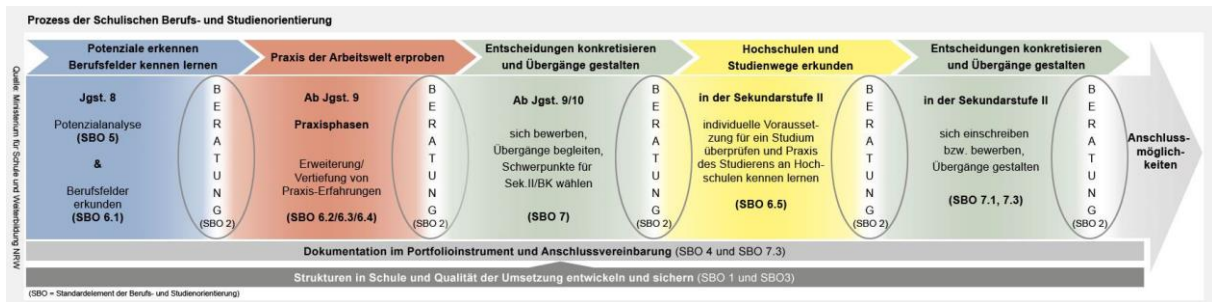 Prozess der Schulischen Berufs- und Studienorientierung
Potenziale erkennen
Berufsfelder kennen lernen
Praxis der Arbeitswelt erproben
Entscheidungen konkretisieren
und Übergänge gestalten
Hochschulen und
Studienwege erkunden
Entscheidungen konkretisieren
und Übergänge gestalten
Quelle: Ministerium für Schule und Weiterbildung NRW
Jgst. 8
Potenzialanalyse
(SBO 5)
&
Berufsfelder
erkunden
(SBO 6.1)
BERATUNG
(SBO 2)
Ab Jgst. 9
Praxisphasen
Erweiterung/
Vertiefung von
Praxis-Erfahrungen
(SBO 6.2/6.3/6.4)
BERATUNG
(SBO 2)
Ab Jgst. 9/10
sich bewerben,
Übergänge begleiten,
Schwerpunkte für
Sek.II/BK wählen
(SBO 7)
BERATUNG
(SBO 2)
in der Sekundarstufe II
individuelle Vorausset-
zung für ein Studium
überprüfen und Praxis
des Studierens an Hoch-
schulen kennen lernen
(SBO 6.5)
BERATUNG
(SBO 2)
in der Sekundarstufe II
sich einschreiben
bzw. bewerben,
Übergänge gestalten
(SBO 7.1, 7.3)
BERATUNG
(SBO 2)
Anschluss-
möglich-
keiten
Dokumentation im Portfolioinstrument und Anschlussvereinbarung (SBO 4 und SBO 7.3)
Strukturen in Schule und Qualität der Umsetzung entwickeln und sichern (SBO 1 und SBO3)
(SBO = Standardelement der Berufs- und Studienorientierung)